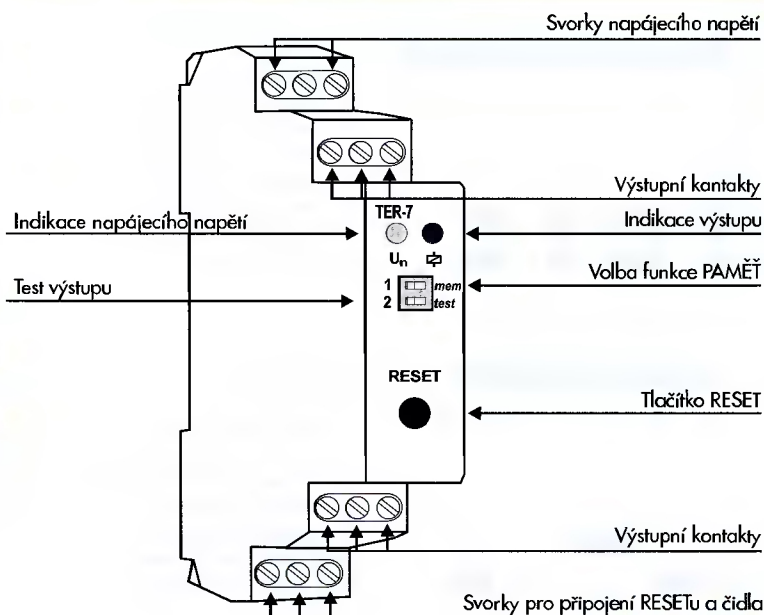 Svorky napájecího napětí
Výstupní kantakty
TER-7
Indikace napájecího napětí
Indikace výstupu
Un
Volba funkce PAMĚŤ
1 mem
Test výstupu
2 test
RESET
Tlačítko RESET
Výstupní kontakty
Svorky pro připojení RESETu a čidla